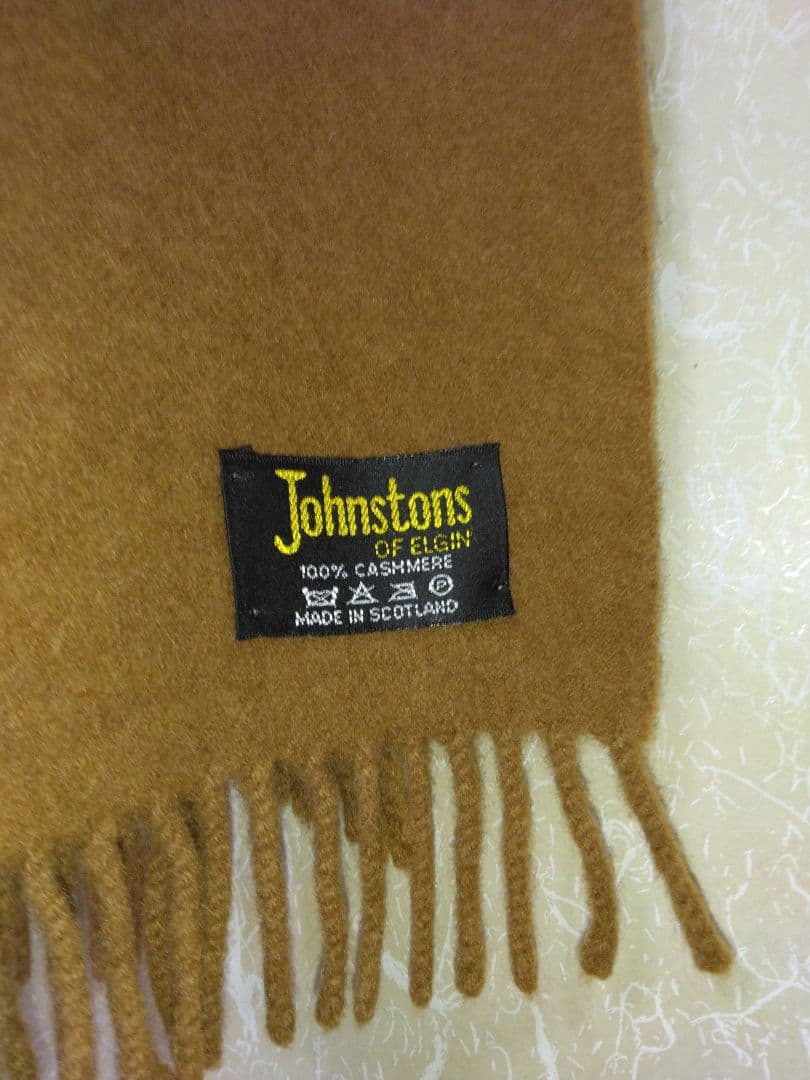 Johnstons
OF ELGIN
100% CASHMERE
P
MADE IN SCOTLAND